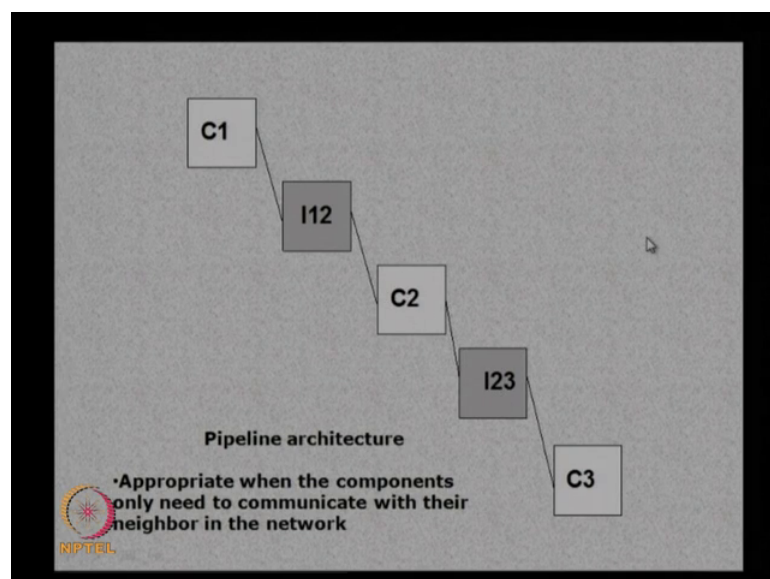 C1
I12
C2
I23
C3
Pipeline architecture
•Appropriate when the components
only need to communicate with their
neighbor in the network
NPTEL